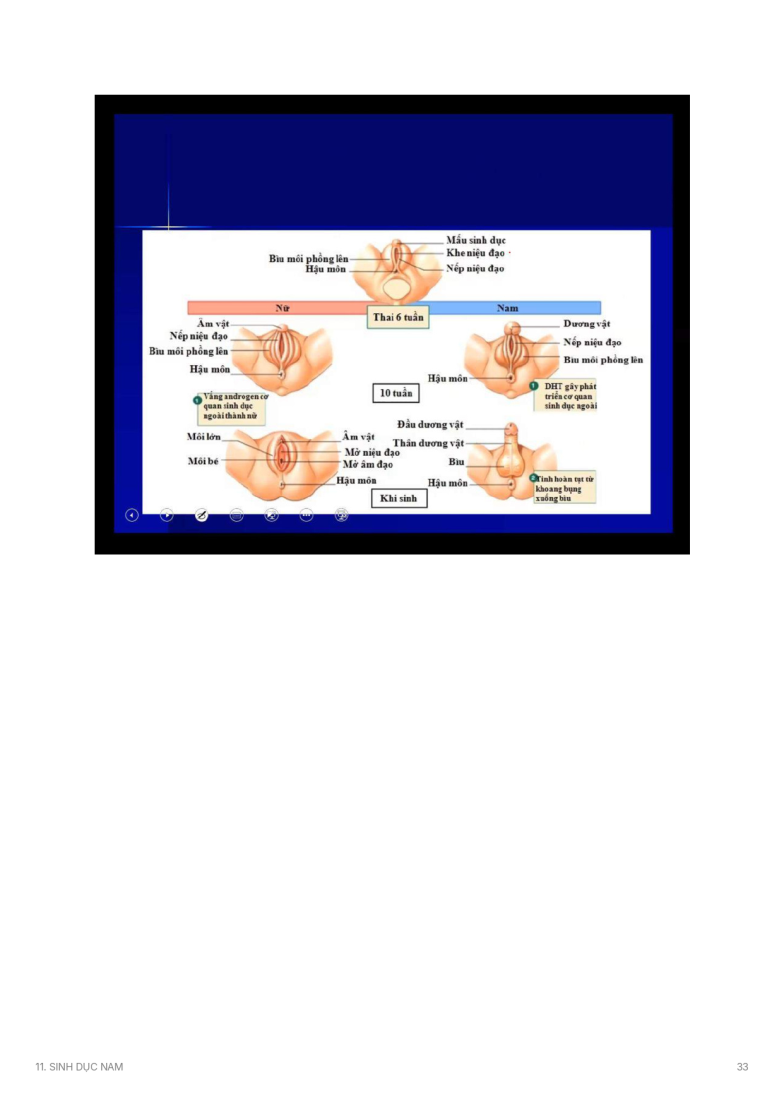 Mấu sinh dục
Khe niệu đạo
Bìu môi phồng lên
Nếp niệu đạo
Hậu môn
Nữ
Nam
Thai 6 tuần
Âm vật
Nếp niệu đạo
Bìu môi phồng lên
Hậu môn
Dương vật
Nếp niệu đạo
Bìu môi phồng lên
Hậu môn
10 tuần
1 Vắng androgen cơ
quan sinh dục
ngoài thành nữ
1 DHT gây phát
triển cơ quan
sinh dục ngoài
Môi lớn
Môi bé
Âm vật
Mở niệu đạo
Mở âm đạo
Hậu môn
Đầu dương vật
Thân dương vật
Bìu
Hậu môn
2 Tinh hoàn tụt từ
khoang bụng
xuống bìu
Khi sinh
11. SINH DỤC NAM
33